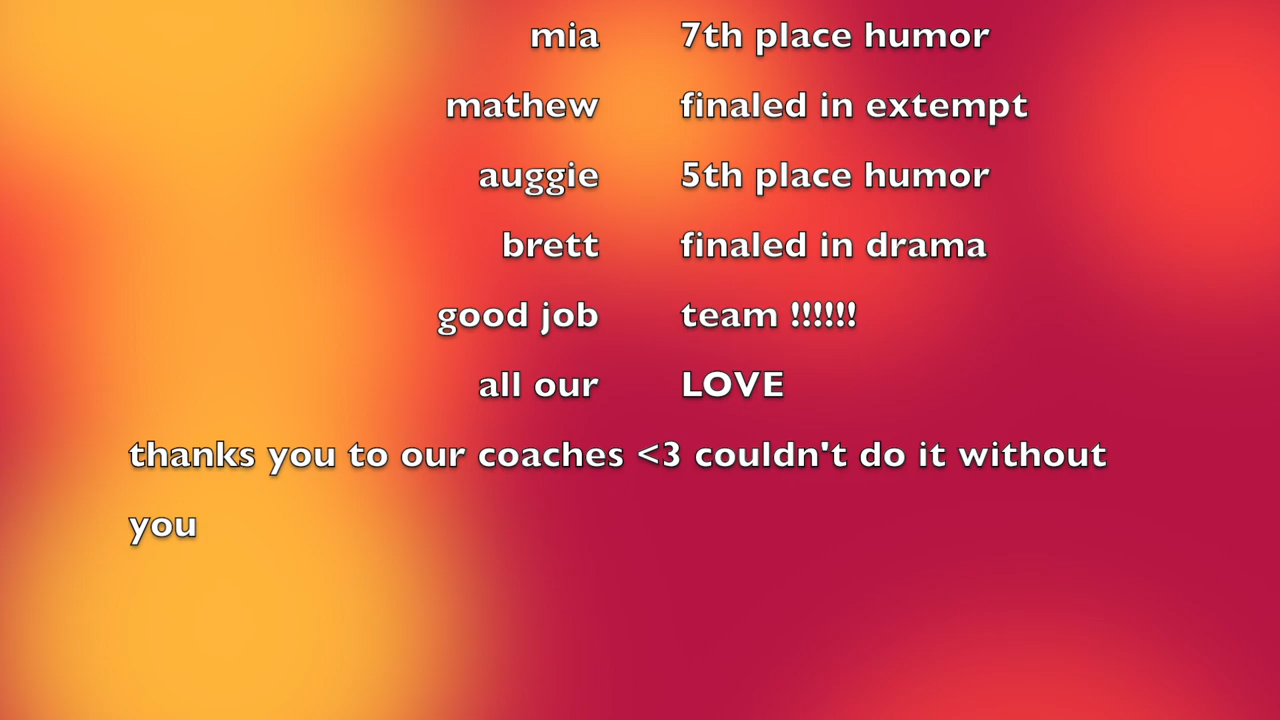 mia 7th place humor
mathew finaled in extempt
auggie 5th place humor
brett finaled in drama
good job team !!!!!!
all our LOVE
thanks you to our coaches <3 couldn't do it without
you